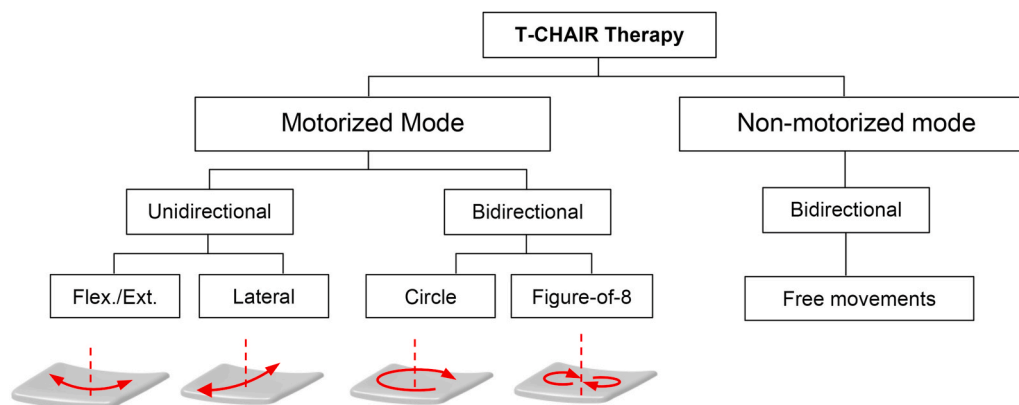 T-CHAIR Therapy
Motorized Mode
Non-motorized mode
Unidirectional
Bidirectional
Bidirectional
Flex./Ext.
Lateral
Circle
Figure-of-8
Free movements